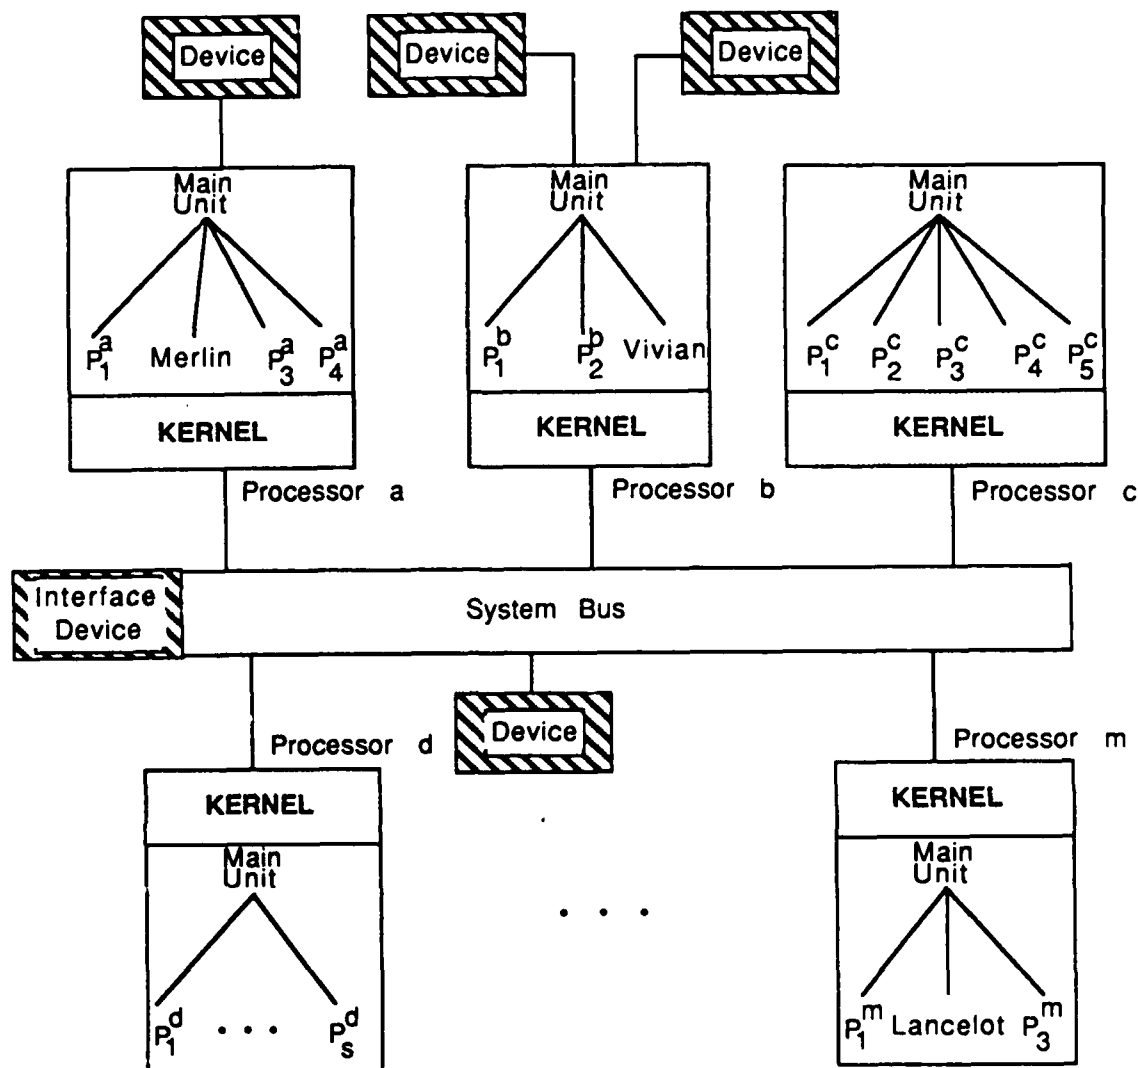 Device Device Device
Main Unit
Main Unit
Main Unit
P₁ᵃ Merlin P₃ᵃ P₄ᵃ
P₁ᵇ P₂ᵇ Vivian
P₁ᶜ P₂ᶜ P₃ᶜ P₄ᶜ P₅ᶜ
KERNEL KERNEL KERNEL
Processor a Processor b Processor c
Interface
Device
System Bus
Device
Processor d Processor m
KERNEL KERNEL
Main Unit
Main Unit
. . .
P₁ᵈ . . . Pₛᵈ
P₁ᵐ Lancelot P₃ᵐ